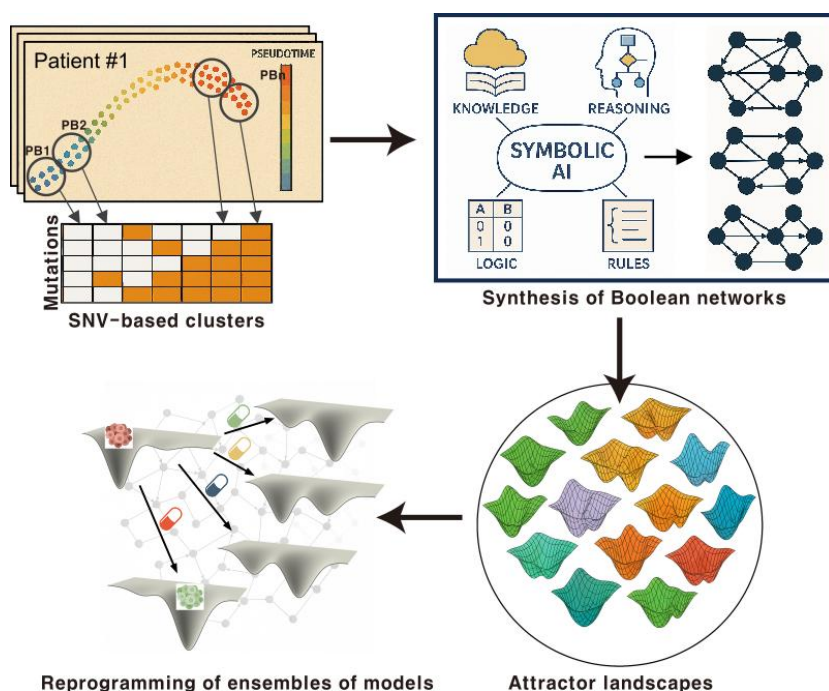 Patient #1
PSEUDOTIME
PBn
PB2
PB1
Mutations
SNV-based clusters
KNOWLEDGE
REASONING
SYMBOLIC
AI
A B
0 0
1 0
LOGIC
RULES
Synthesis of Boolean networks
Reprogramming of ensembles of models
Attractor landscapes